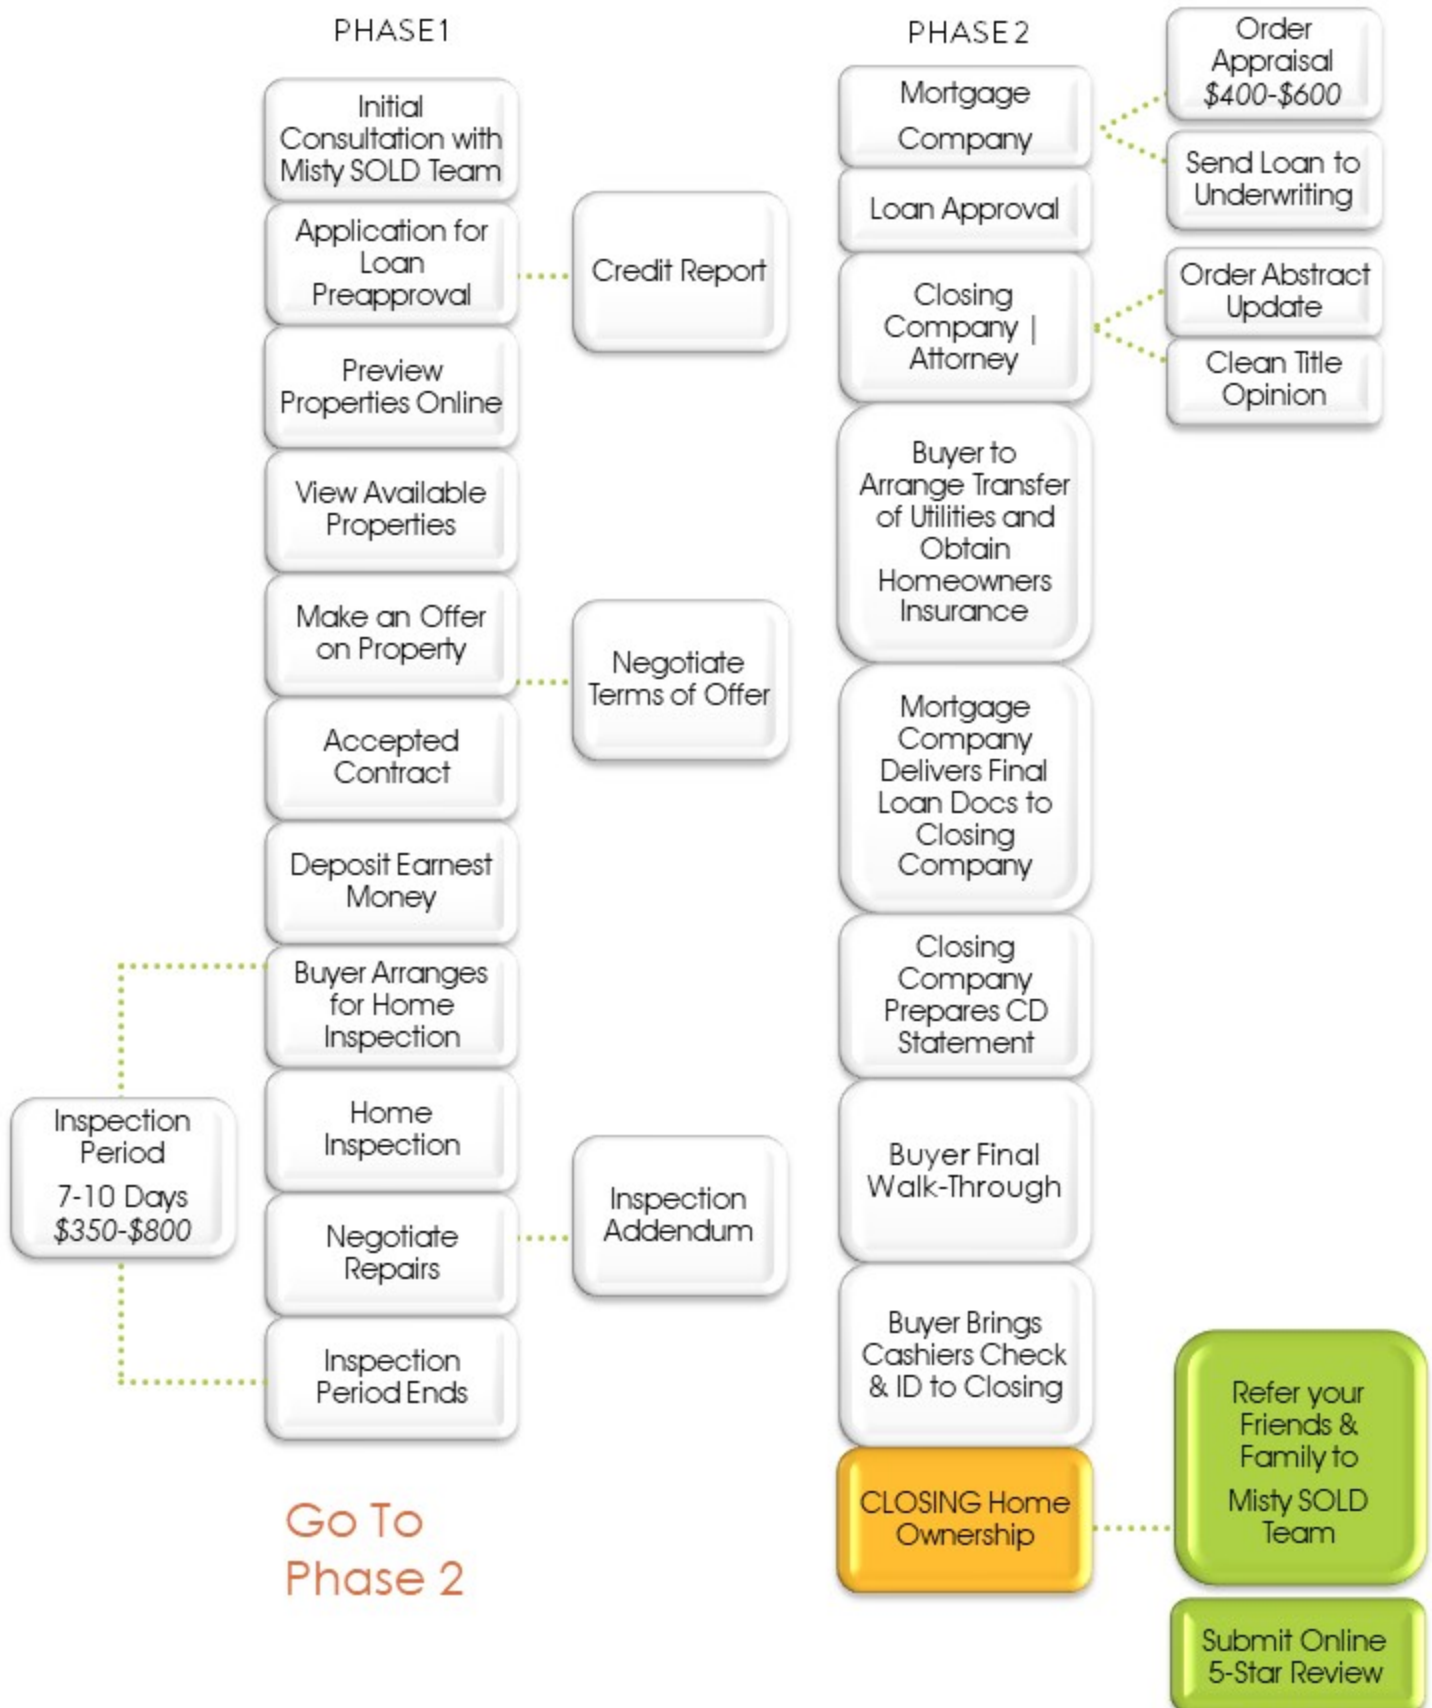 PHASE 1
Initial
Consultation with
Misty SOLD Team
Application for
Loan
Preapproval
Credit Report
Preview
Properties Online
View Available
Properties
Make an Offer
on Property
Negotiate
Terms of Offer
Accepted
Contract
Deposit Earnest
Money
Buyer Arranges
for Home
Inspection
Inspection
Period
7-10 Days
$350-$800
Home
Inspection
Negotiate
Repairs
Inspection
Addendum
Inspection
Period Ends
Go To
Phase 2
PHASE 2
Mortgage
Company
Order
Appraisal
$400-$600
Send Loan to
Underwriting
Loan Approval
Closing
Company |
Attorney
Order Abstract
Update
Clean Title
Opinion
Buyer to
Arrange Transfer
of Utilities and
Obtain
Homeowners
Insurance
Mortgage
Company
Delivers Final
Loan Docs to
Closing
Company
Closing
Company
Prepares CD
Statement
Buyer Final
Walk-Through
Buyer Brings
Cashiers Check
& ID to Closing
CLOSING Home
Ownership
Refer your
Friends &
Family to
Misty SOLD
Team
Submit Online
5-Star Review